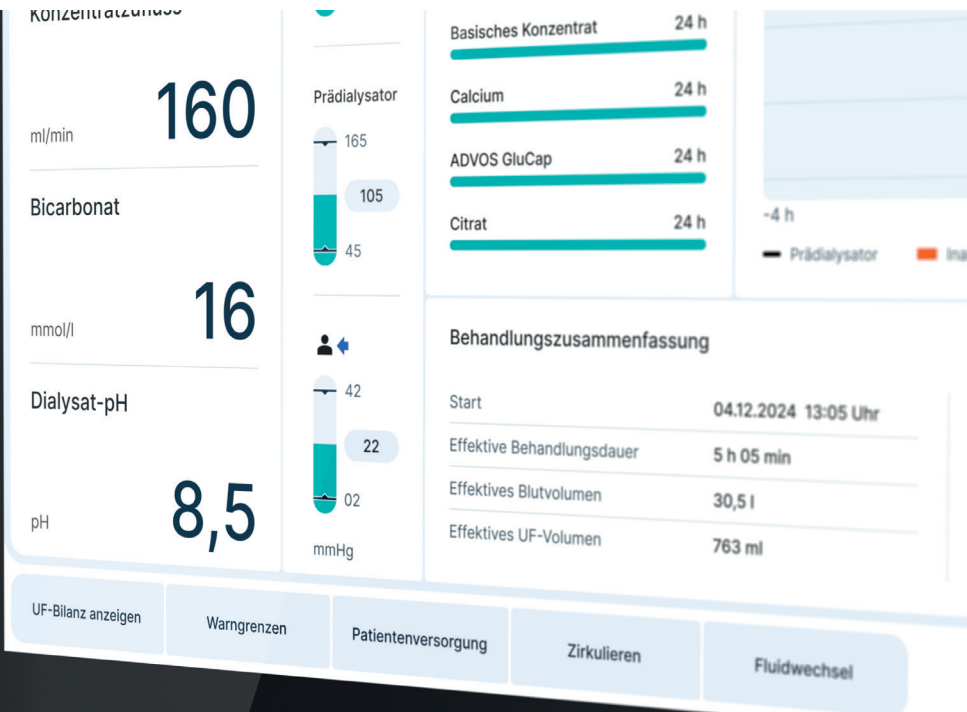 ml/min
160
Bicarbonat
mmol/l
16
Dialysat-pH
pH
8,5
Prädialysator
165
105
45
42
22
02
mmHg
Basisches Konzentrat 24 h
Calcium 24 h
ADVOS GluCap 24 h
Citrat 24 h
-4 h
Prädialysator
Behandlungszusammenfassung
Start 04.12.2024 13:05 Uhr
Effektive Behandlungsdauer 5 h 05 min
Effektives Blutvolumen 30,5 l
Effektives UF-Volumen 763 ml
UF-Bilanz anzeigen
Warngrenzen
Patientenversorgung
Zirkulieren
Fluidwechsel